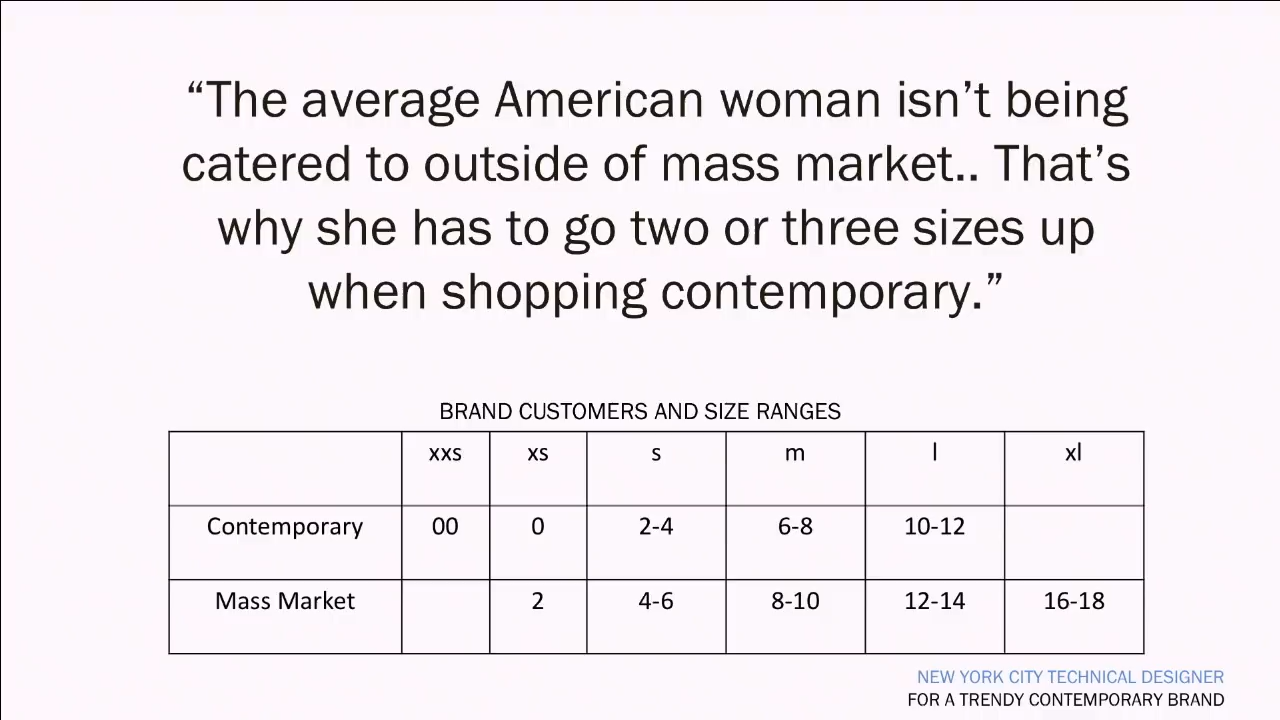 “The average American woman isn’t being
catered to outside of mass market.. That’s
why she has to go two or three sizes up
when shopping contemporary.”
BRAND CUSTOMERS AND SIZE RANGES
xxs xs s m l xl
Contemporary 00 0 2-4 6-8 10-12
Mass Market 2 4-6 8-10 12-14 16-18
NEW YORK CITY TECHNICAL DESIGNER
FOR A TRENDY CONTEMPORARY BRAND